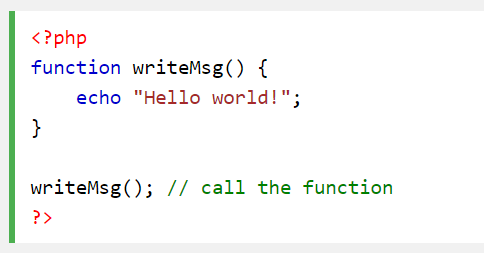 <?php
function writeMsg() {
    echo "Hello world!";
}

writeMsg(); // call the function
?>